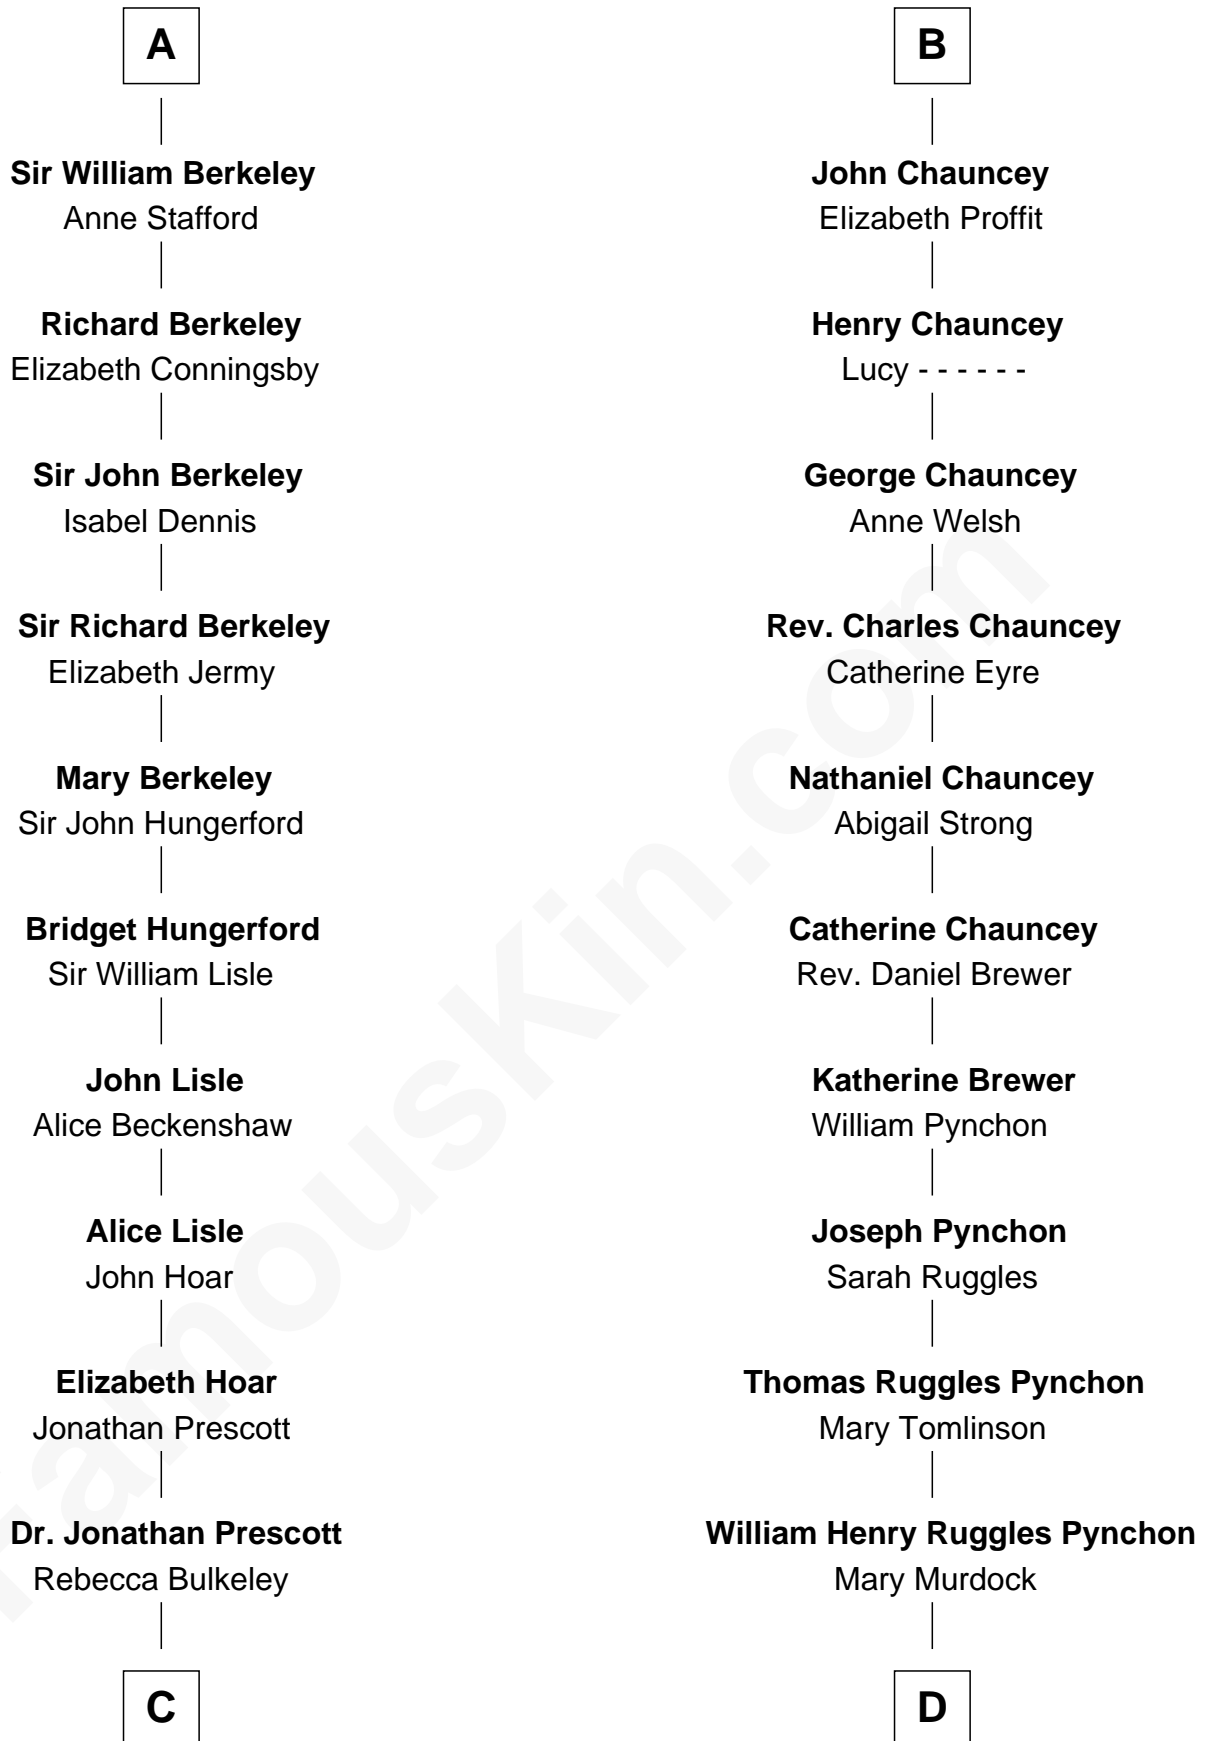 A
Sir William Berkeley
Anne Stafford
Richard Berkeley
Elizabeth Conningsby
Sir John Berkeley
Isabel Dennis
Sir Richard Berkeley
Elizabeth Jermy
Mary Berkeley
Sir John Hungerford
Bridget Hungerford
Sir William Lisle
John Lisle
Alice Beckenshaw
Alice Lisle
John Hoar
Elizabeth Hoar
Jonathan Prescott
Dr. Jonathan Prescott
Rebecca Bulkeley
C
B
John Chauncey
Elizabeth Proffit
Henry Chauncey
Lucy - - - - - -
George Chauncey
Anne Welsh
Rev. Charles Chauncey
Catherine Eyre
Nathaniel Chauncey
Abigail Strong
Catherine Chauncey
Rev. Daniel Brewer
Katherine Brewer
William Pynchon
Joseph Pynchon
Sarah Ruggles
Thomas Ruggles Pynchon
Mary Tomlinson
William Henry Ruggles Pynchon
Mary Murdock
D
FamousKin.com